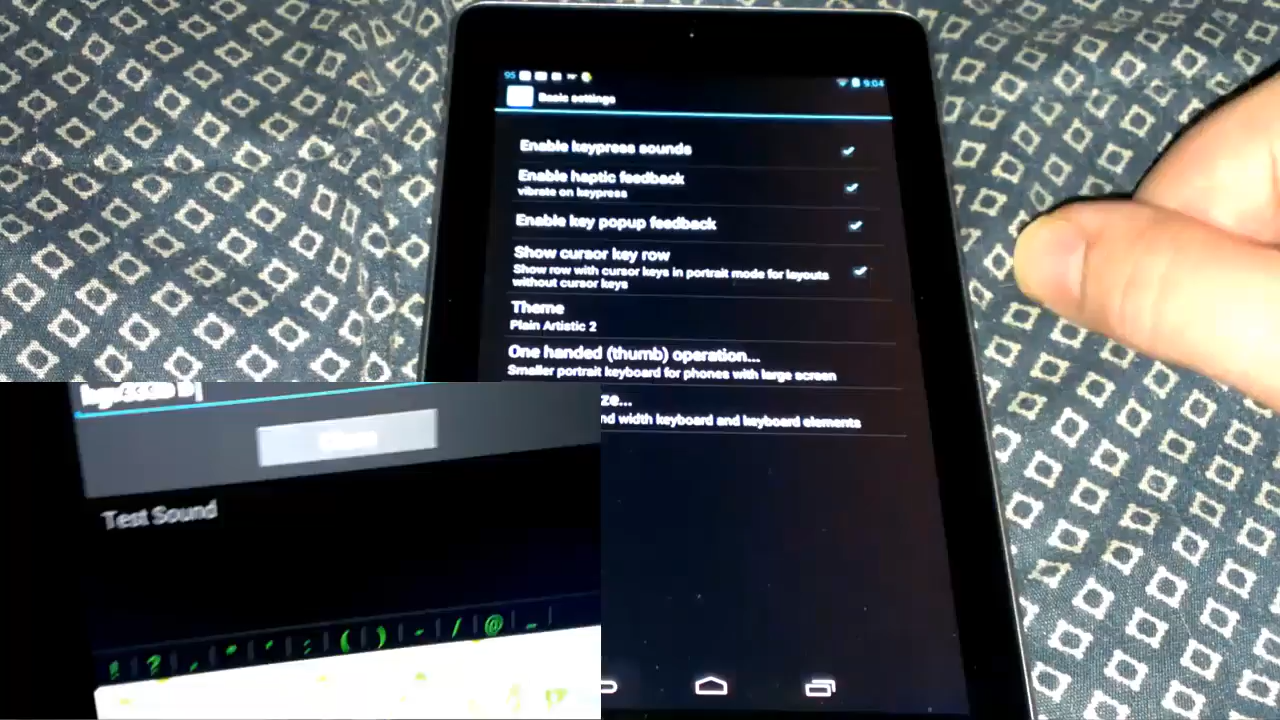 95
9:04
Basic settings
Enable keypress sounds
Enable haptic feedback
vibrate on keypress
Enable key popup feedback
Show cursor key row
Show row with cursor keys in portrait mode for layouts
without cursor keys
Theme
Plain Artistic 2
One handed (thumb) operation...
Smaller portrait keyboard for phones with large screen
ze...
nd width keyboard and keyboard elements
Test Sound
! ? , " ' : ( ) - / @ _